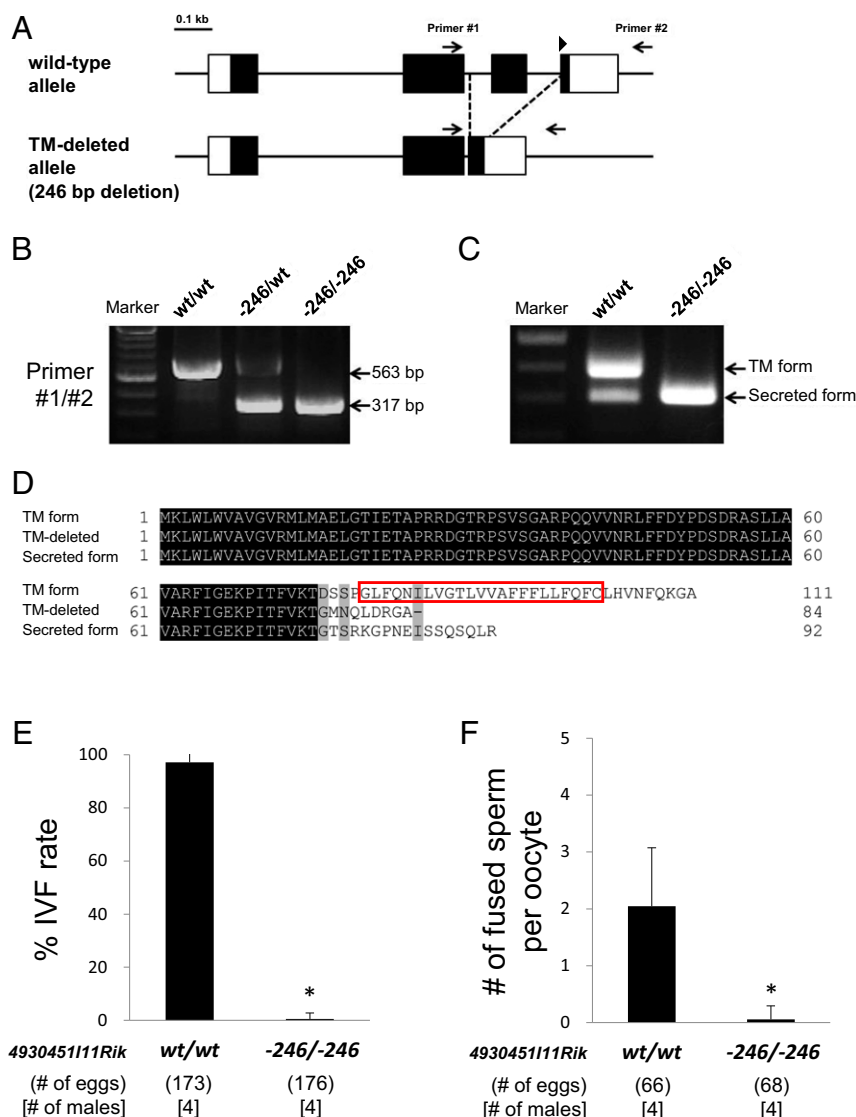 A
0.1 kb
Primer #1
Primer #2
wild-type
allele
TM-deleted
allele
(246 bp deletion)
B
Marker
wt/wt
-246/wt
-246/-246
Primer
#1/#2
563 bp
317 bp
C
Marker
wt/wt
-246/-246
TM form
Secreted form
D
TM form 1 MKLWLWVAVGVRMLMAELGTIETAPRRDGTRPSVSGARPQQVVNRLFFDYPDSDRASLLA 60
TM-deleted 1 MKLWLWVAVGVRMLMAELGTIETAPRRDGTRPSVSGARPQQVVNRLFFDYPDSDRASLLA 60
Secreted form 1 MKLWLWVAVGVRMLMAELGTIETAPRRDGTRPSVSGARPQQVVNRLFFDYPDSDRASLLA 60
TM form 61 VARFIGEKPITFVKTDSSPGLFQNILVGTLVVAFFFLLFQFCLHVNFQKGA 111
TM-deleted 61 VARFIGEKPITFVKTGMNQLDRGA- 84
Secreted form 61 VARFIGEKPITFVKTGTSRKGPNEISSQSQLR 92
E
% IVF rate
100
80
60
40
20
0
*
4930451I11Rik wt/wt -246/-246
(# of eggs) (173) (176)
[# of males] [4] [4]
F
# of fused sperm
per oocyte
5
4
3
2
1
0
*
4930451I11Rik wt/wt -246/-246
(# of eggs) (66) (68)
[# of males] [4] [4]